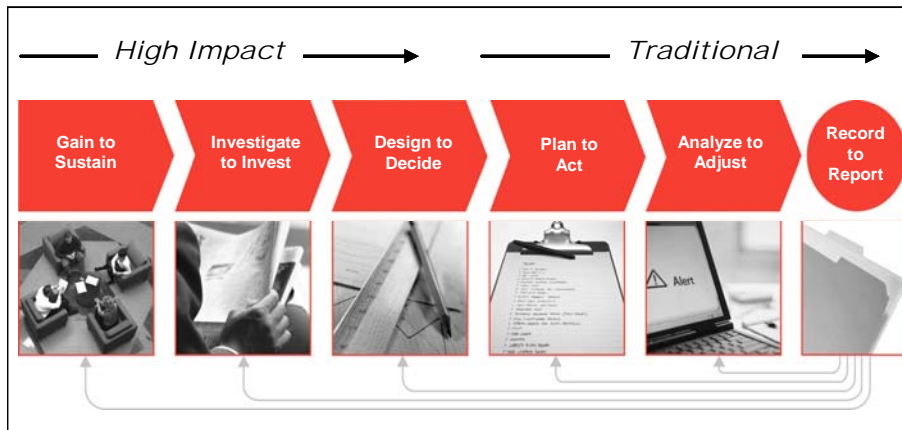 High Impact
Traditional
Gain to
Sustain
Investigate
to Invest
Design to
Decide
Plan to
Act
Analyze to
Adjust
Record
to
Report
Alert